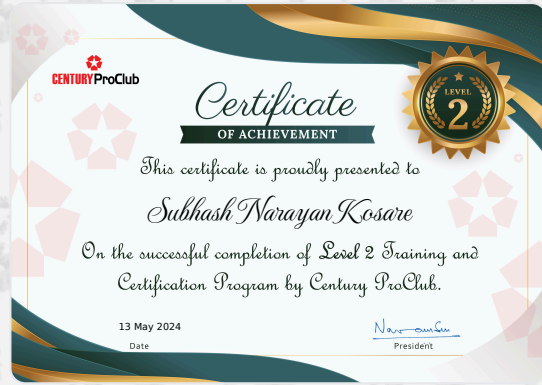 CENTURY ProClub
Certificate
OF ACHIEVEMENT
LEVEL
2
This certificate is proudly presented to
Subhash Narayan Kosare
On the successful completion of Level 2 Training and
Certification Program by Century ProClub.
13 May 2024
Date
President